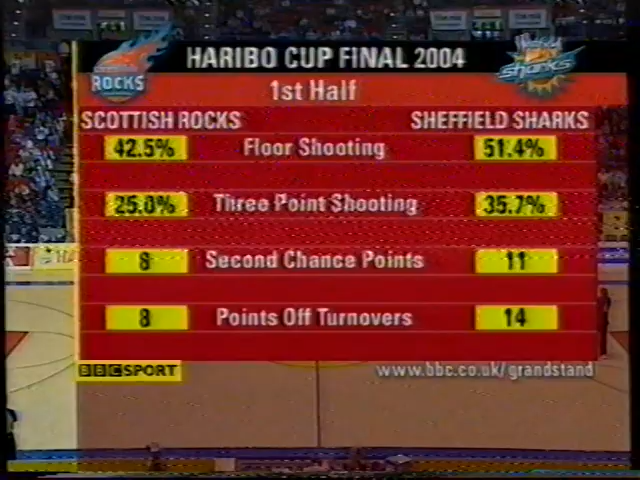 HARIBO CUP FINAL 2004
ROCKS
sharks
1st Half
SCOTTISH ROCKS SHEFFIELD SHARKS
42.5% Floor Shooting 51.4%
25.0% Three Point Shooting 35.7%
8 Second Chance Points 11
8 Points Off Turnovers 14
BBC SPORT www.bbc.co.uk/grandstand